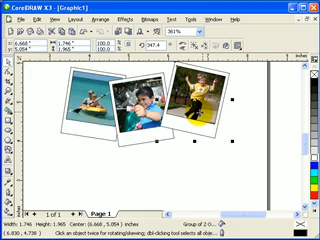 CorelDRAW X3 - [Graphic1]
File Edit View Layout Arrange Effects Bitmaps Text Tools Window Help
361%
x: 6.668 " 1.746 " 100.0 347.4
y: 5.054 " 1.965 " 100.0 %
inches
1 of 1 Page 1
Width: 1.746 Height: 1.965 Center: (6.668, 5.054) inches Group of 2 O...
( 6.830, 4.738 ) Click an object twice for rotating/skewing; dbl-clicking tool selects all objec...